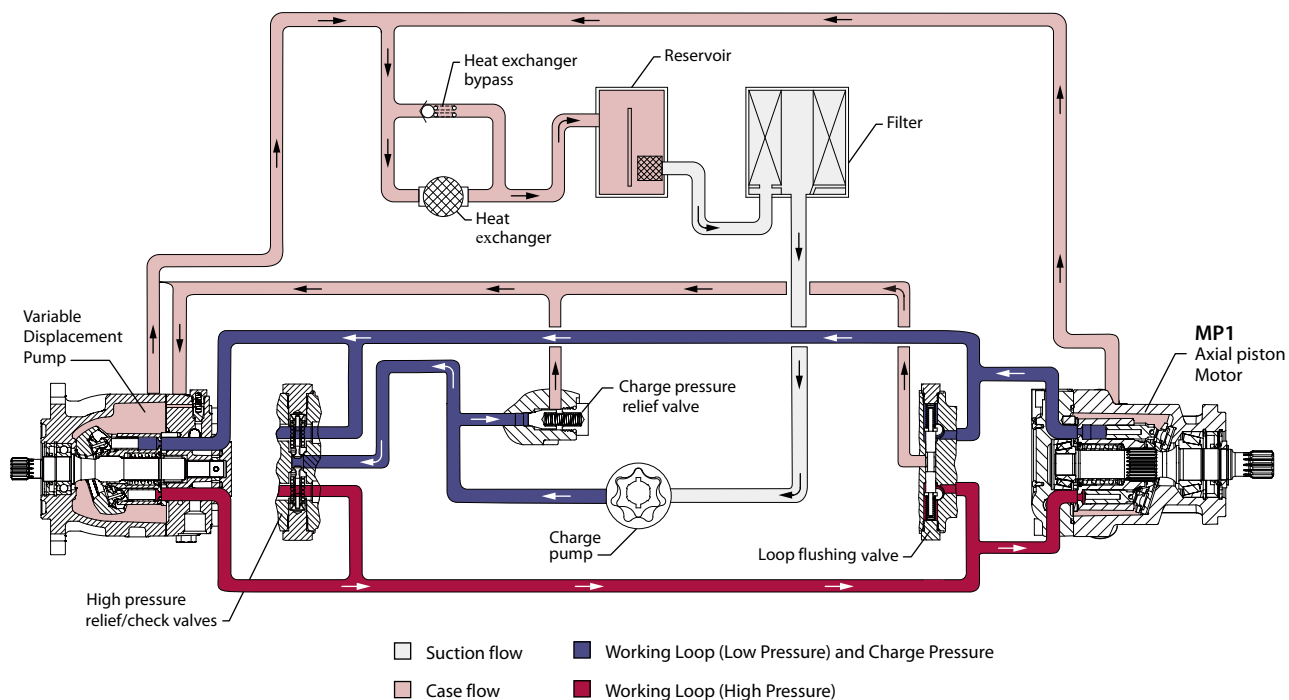 Heat exchanger
bypass
Reservoir
Filter
Heat
exchanger
Variable
Displacement
Pump
MP1
Axial piston
Motor
Charge pressure
relief valve
Charge
pump
Loop flushing valve
High pressure
relief/check valves
Suction flow
Working Loop (Low Pressure) and Charge Pressure
Case flow
Working Loop (High Pressure)